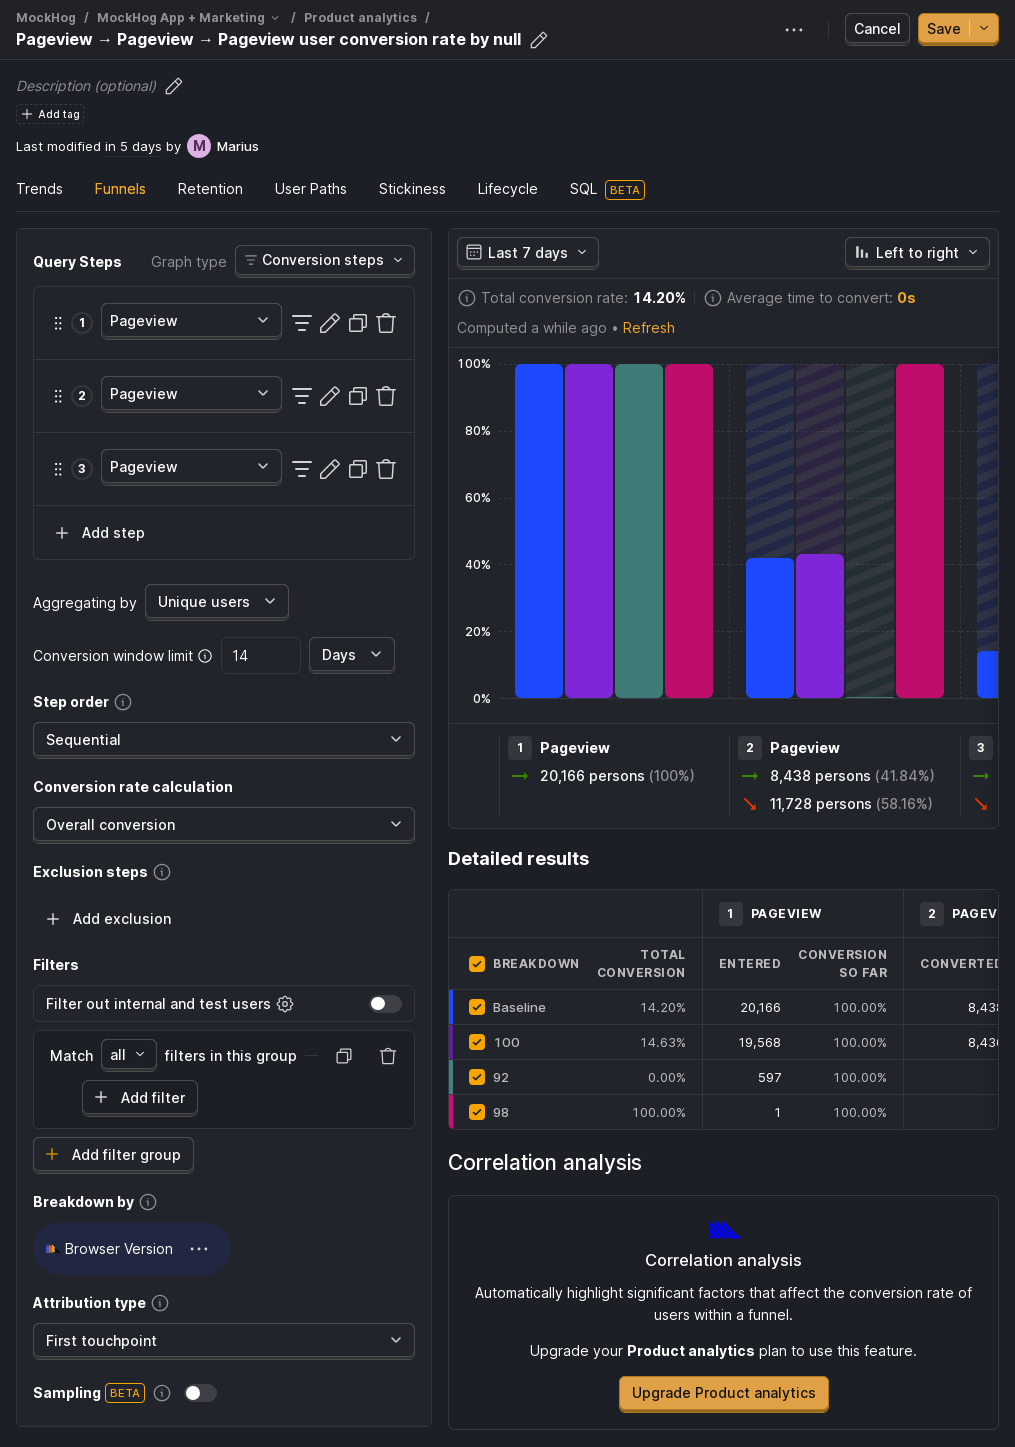 MockHog / MockHog App + Marketing / Product analytics /
Pageview → Pageview → Pageview user conversion rate by null
Cancel
Save
Description (optional)
Add tag
Last modified in 5 days by M Marius
Trends Funnels Retention User Paths Stickiness Lifecycle SQL BETA
Query Steps
Graph type Conversion steps
1 Pageview
2 Pageview
3 Pageview
Add step
Aggregating by Unique users
Conversion window limit 14 Days
Step order
Sequential
Conversion rate calculation
Overall conversion
Exclusion steps
Add exclusion
Filters
Filter out internal and test users
Match all filters in this group
Add filter
Add filter group
Breakdown by
Browser Version
Attribution type
First touchpoint
Sampling BETA
Last 7 days
Left to right
Total conversion rate: 14.20% Average time to convert: 0s
Computed a while ago • Refresh
100%
80%
60%
40%
20%
0%
1 Pageview
20,166 persons (100%)
2 Pageview
8,438 persons (41.84%)
11,728 persons (58.16%)
3
Detailed results
1 PAGEVIEW 2 PAGEV
BREAKDOWN TOTAL CONVERSION ENTERED CONVERSION SO FAR CONVERTED
Baseline 14.20% 20,166 100.00% 8,438
100 14.63% 19,568 100.00% 8,430
92 0.00% 597 100.00%
98 100.00% 1 100.00%
Correlation analysis
Correlation analysis
Automatically highlight significant factors that affect the conversion rate of
users within a funnel.
Upgrade your Product analytics plan to use this feature.
Upgrade Product analytics